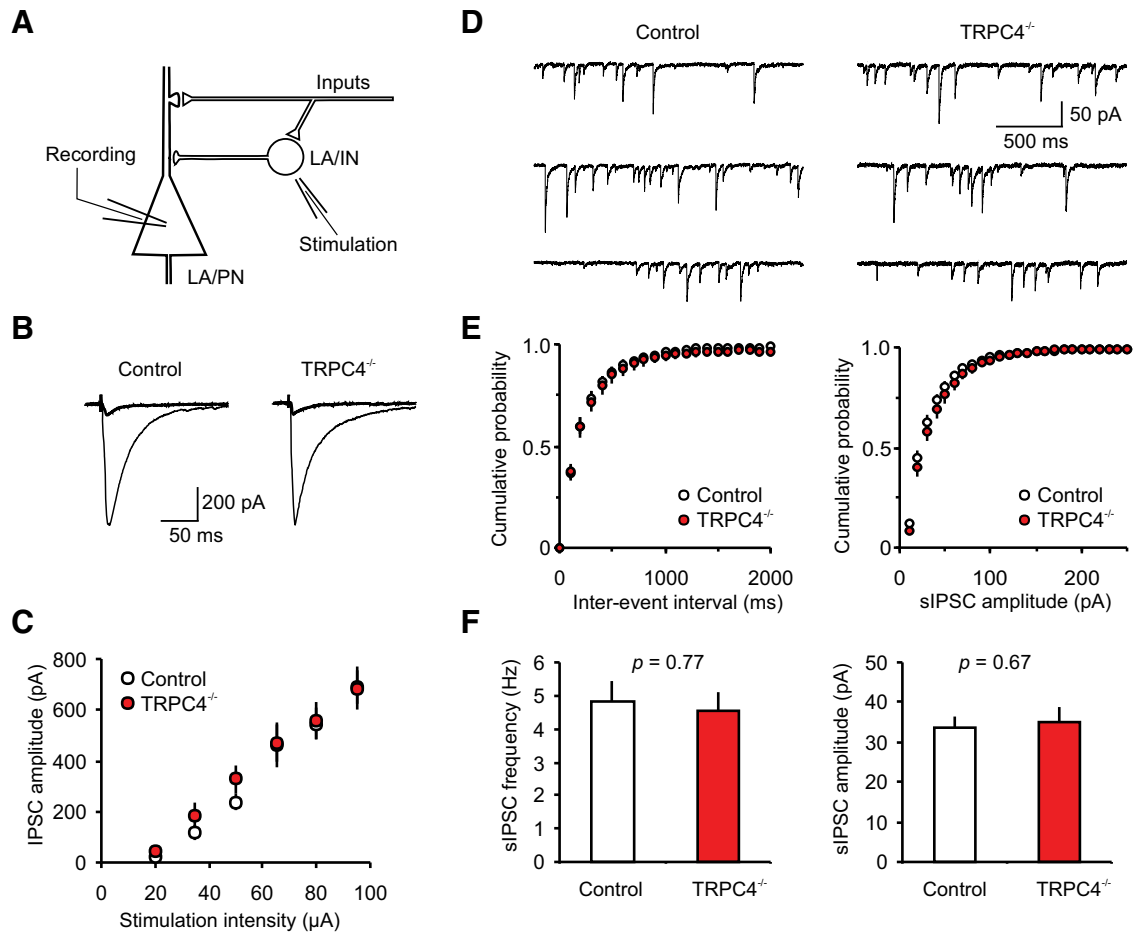 A
Inputs
Recording
LA/IN
Stimulation
LA/PN
B
Control
TRPC4-/-
200 pA
50 ms
C
800
600
400
200
0
IPSC amplitude (pA)
Control
TRPC4-/-
0 20 40 60 80 100
Stimulation intensity (µA)
D
Control
TRPC4-/-
50 pA
500 ms
E
1.0
0.5
0
Cumulative probability
Control
TRPC4-/-
0 1000 2000
Inter-event interval (ms)
1.0
0.5
0
Cumulative probability
Control
TRPC4-/-
0 100 200
sIPSC amplitude (pA)
F
6
5
4
3
2
1
0
sIPSC frequency (Hz)
p = 0.77
Control
TRPC4-/-
50
40
30
20
10
0
sIPSC amplitude (pA)
p = 0.67
Control
TRPC4-/-